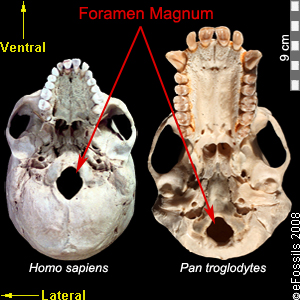 Foramen Magnum
Ventral
9 cm
Homo sapiens
Pan troglodytes
Lateral
©eFossils 2008